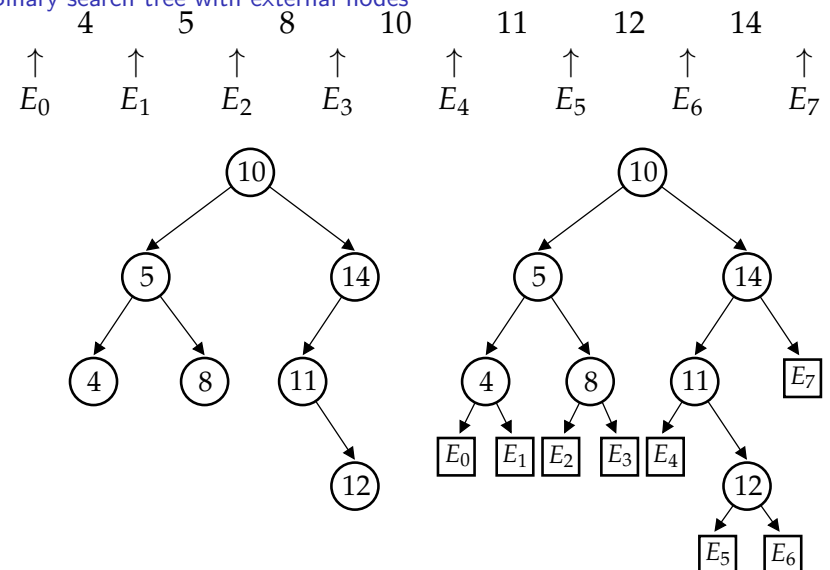 Binary search tree with external nodes
4 5 8 10 11 12 14
↑ ↑ ↑ ↑ ↑ ↑ ↑ ↑
E0 E1 E2 E3 E4 E5 E6 E7
10 10
5 14 5 14
4 8 11 4 8 11 E7
E0 E1 E2 E3 E4
12 12
E5 E6